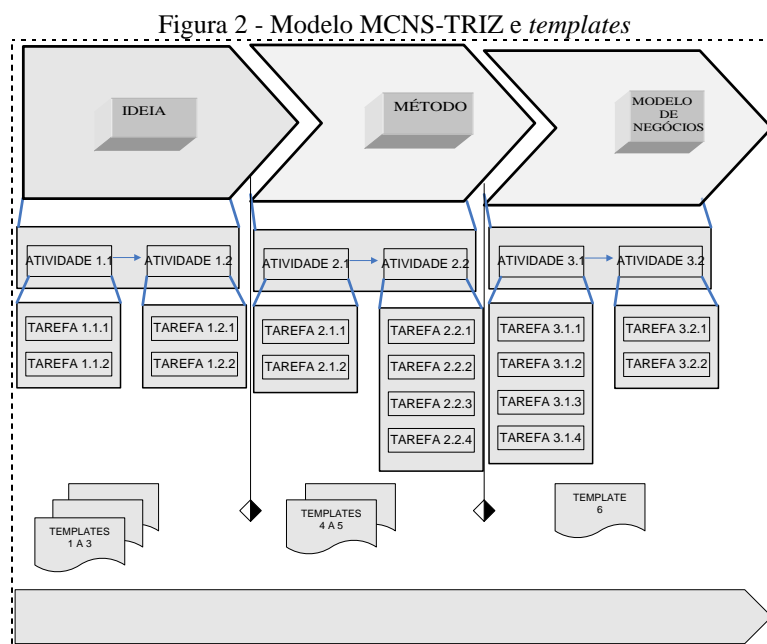 Figura 2 - Modelo MCNS-TRIZ e templates
IDEIA
MÉTÓDO
MODELO
DE
NEGÓCIOS
ATIVIDADE 1.1
ATIVIDADE 1.2
ATIVIDADE 2.1
ATIVIDADE 2.2
ATIVIDADE 3.1
ATIVIDADE 3.2
TAREFA 1.1.1
TAREFA 1.1.2
TAREFA 1.2.1
TAREFA 1.2.2
TAREFA 2.1.1
TAREFA 2.1.2
TAREFA 2.2.1
TAREFA 2.2.2
TAREFA 2.2.3
TAREFA 2.2.4
TAREFA 3.1.1
TAREFA 3.1.2
TAREFA 3.1.3
TAREFA 3.1.4
TAREFA 3.2.1
TAREFA 3.2.2
TEMPLATES
1 A 3
TEMPLATES
4 A 5
TEMPLATE
6